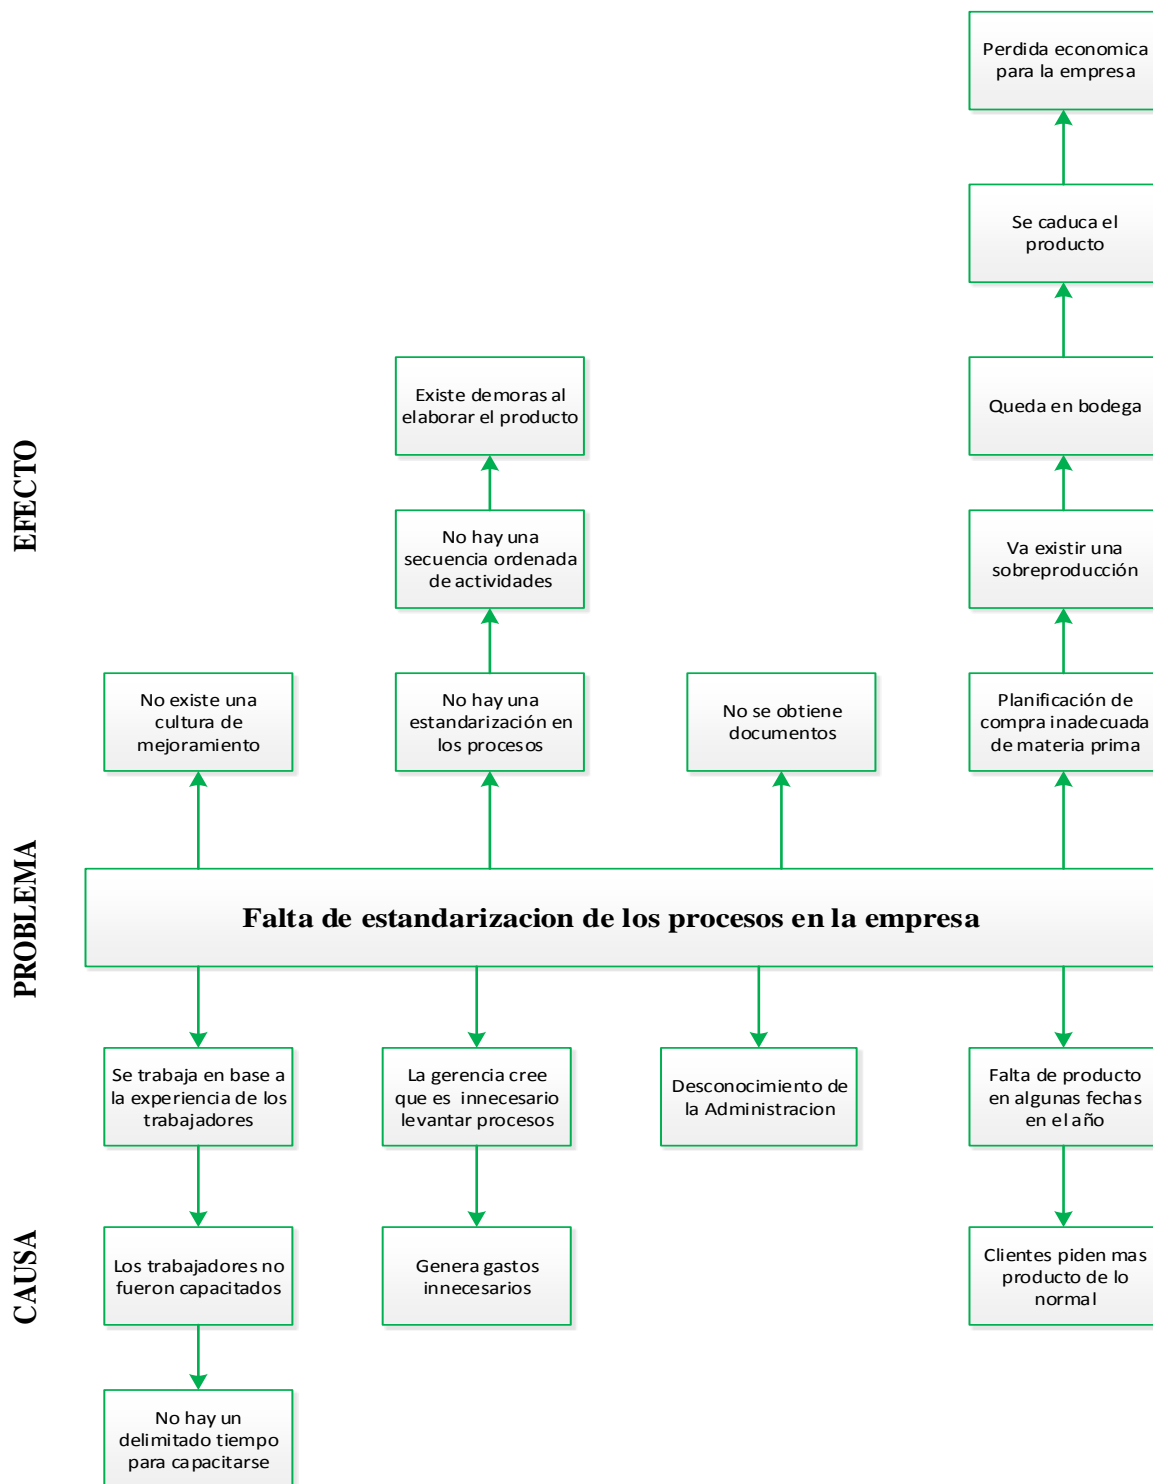 Perdida economica
para la empresa
Se caduca el
producto
Existe demoras al
elaborar el producto
Queda en bodega
EFECTO
No hay una
secuencia ordenada
de actividades
Va existir una
sobreproducción
No existe una
cultura de
mejoramiento
No hay una
estandarización en
los procesos
No se obtiene
documentos
Planificación de
compra inadecuada
de materia prima
PROBLEMA
Falta de estandarizacion de los procesos en la empresa
Se trabaja en base a
la experiencia de los
trabajadores
La gerencia cree
que es innecesario
levantar procesos
Desconocimiento de
la Administracion
Falta de producto
en algunas fechas
en el año
CAUSA
Los trabajadores no
fueron capacitados
Genera gastos
innecesarios
Clientes piden mas
producto de lo
normal
No hay un
delimitado tiempo
para capacitarse